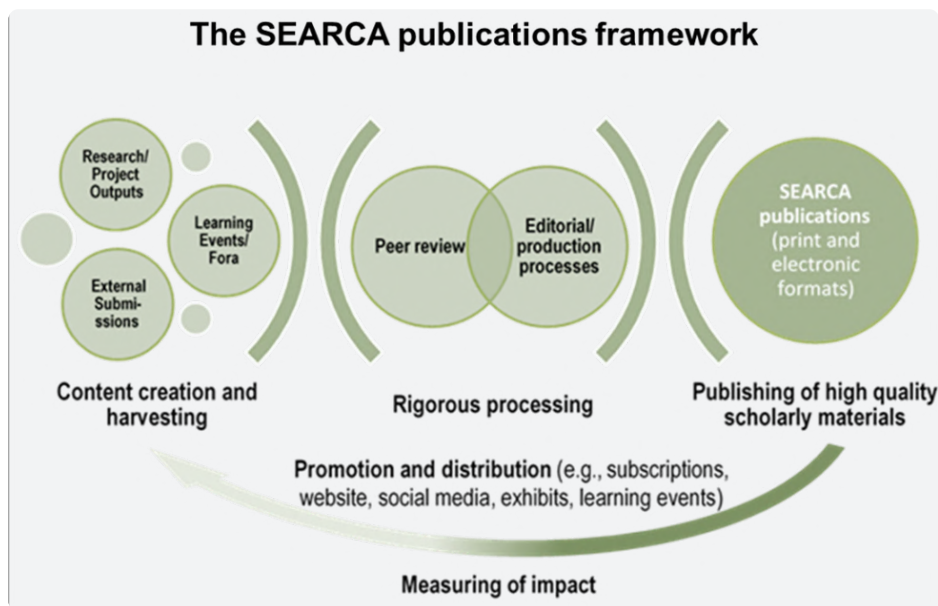 The SEARCA publications framework
Research/
Project
Outputs
Learning
Events/
Fora
External
Submi-
ssions
Content creation and
harvesting
Peer review
Editorial/
production
processes
Rigorous processing
SEARCA
publications
(print and
electronic
formats)
Publishing of high quality
scholarly materials
Promotion and distribution (e.g., subscriptions,
website, social media, exhibits, learning events)
Measuring of impact